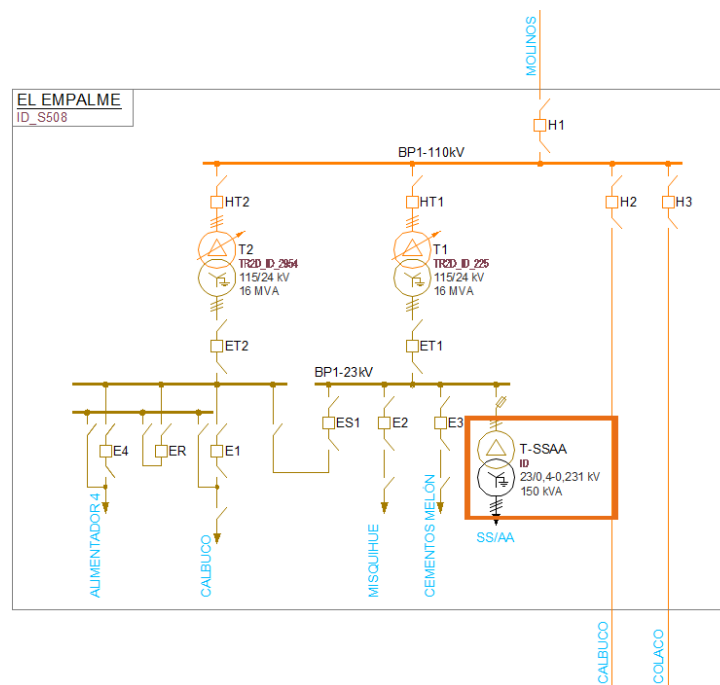 MOLINOS
EL EMPALME
ID_S508
H1
BP1-110kV
HT2
HT1
H2
H3
T2
TR2D_ID_2954
115/24 kV
16 MVA
T1
TR2D_ID_225
115/24 kV
16 MVA
ET2
ET1
BP1-23kV
E4
ER
E1
ES1
E2
E3
T-SSAA
ID
23/0,4-0,231 kV
150 kVA
SS/AA
ALIMENTADOR 4
CALBUCO
MISQUIHUE
CEMENTOS MELÓN
CALBUCO
COLACO